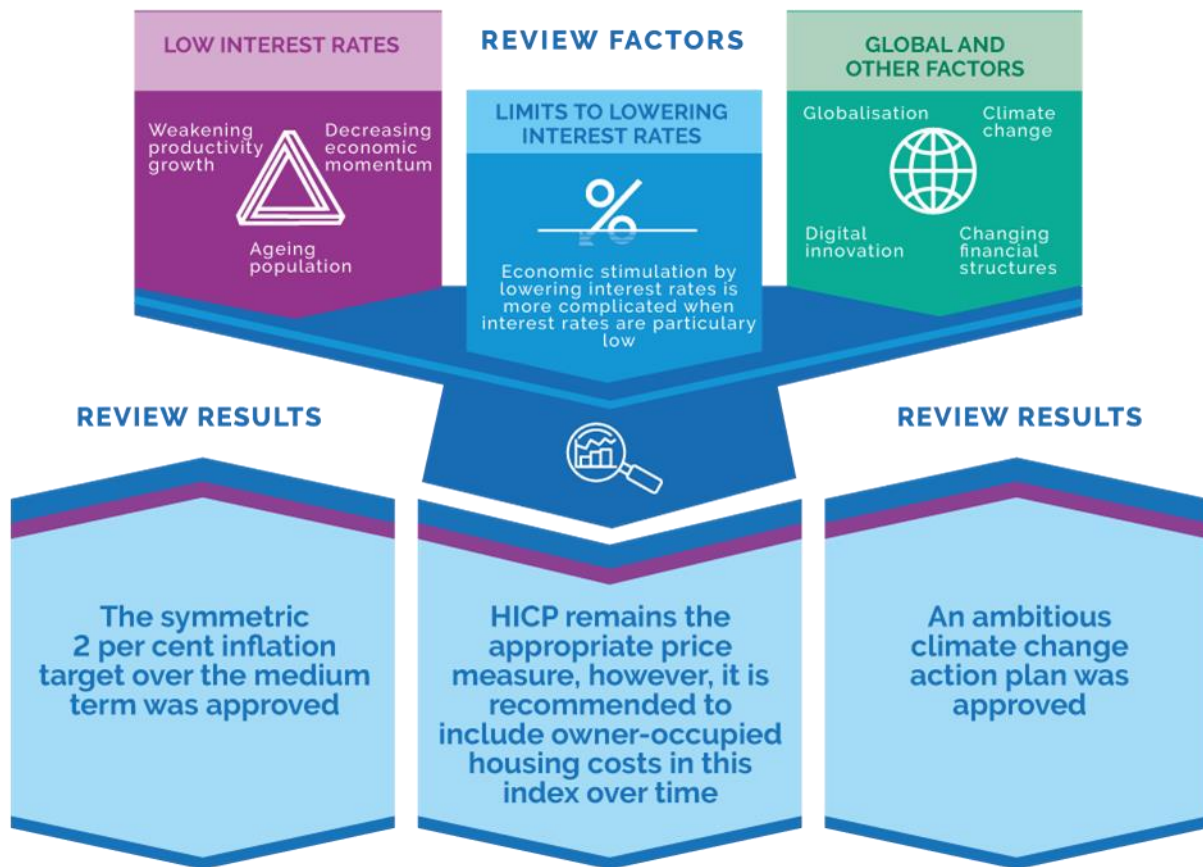 REVIEW FACTORS
LOW INTEREST RATES
Weakening
productivity
growth
Decreasing
economic
momentum
Ageing
population
LIMITS TO LOWERING
INTEREST RATES
%
Economic stimulation by
lowering interest rates is
more complicated when
interest rates are particulary
low
GLOBAL AND
OTHER FACTORS
Globalisation
Climate
change
Digital
innovation
Changing
financial
structures
REVIEW RESULTS
REVIEW RESULTS
The symmetric
2 per cent inflation
target over the medium
term was approved
HICP remains the
appropriate price
measure, however, it is
recommended to
include owner-occupied
housing costs in this
index over time
An ambitious
climate change
action plan was
approved